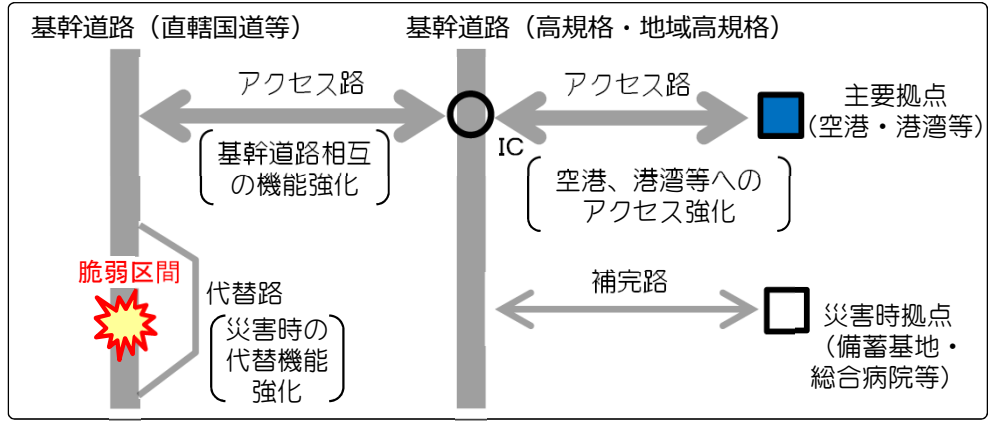 基幹道路（直轄国道等）
基幹道路（高規格・地域高規格）
アクセス路
アクセス路
主要拠点
（空港・港湾等）
IC
基幹道路相互
の機能強化
空港、港湾等への
アクセス強化
脆弱区間
代替路
災害時の
代替機能
強化
補完路
災害時拠点
（備蓄基地・
総合病院等）